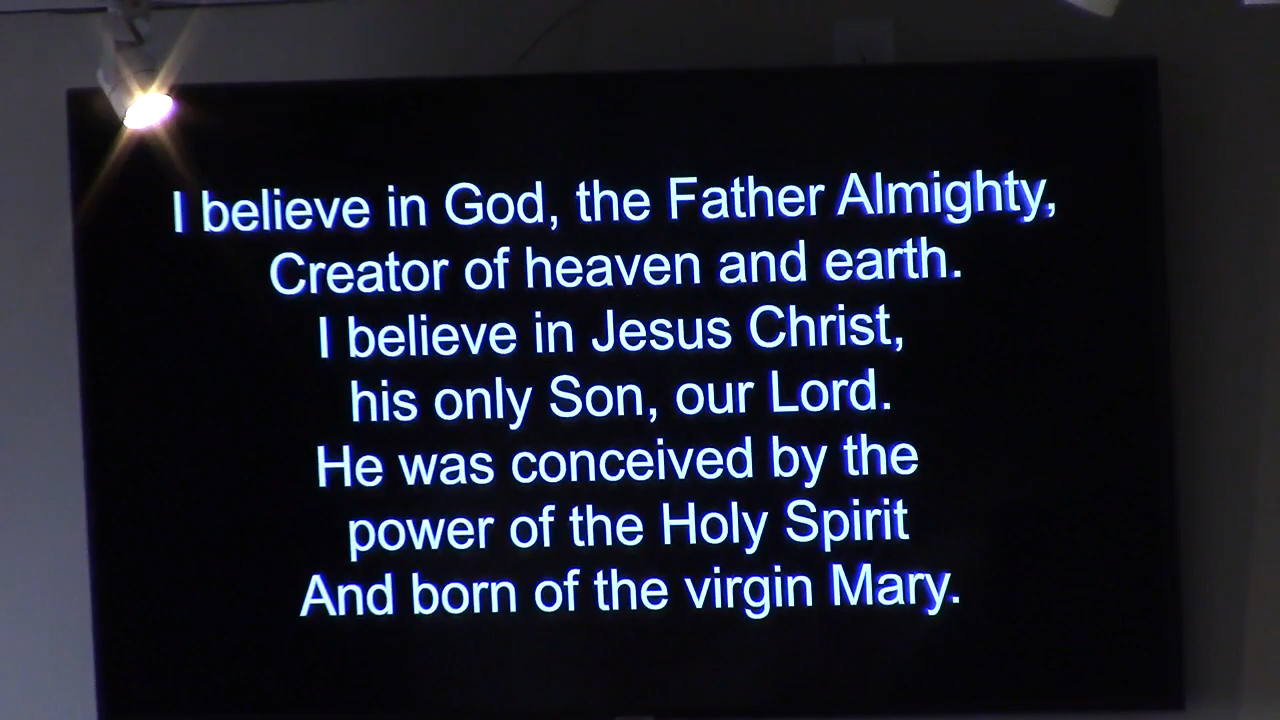 I believe in God, the Father Almighty,
Creator of heaven and earth.
I believe in Jesus Christ,
his only Son, our Lord.
He was conceived by the
power of the Holy Spirit
And born of the virgin Mary.